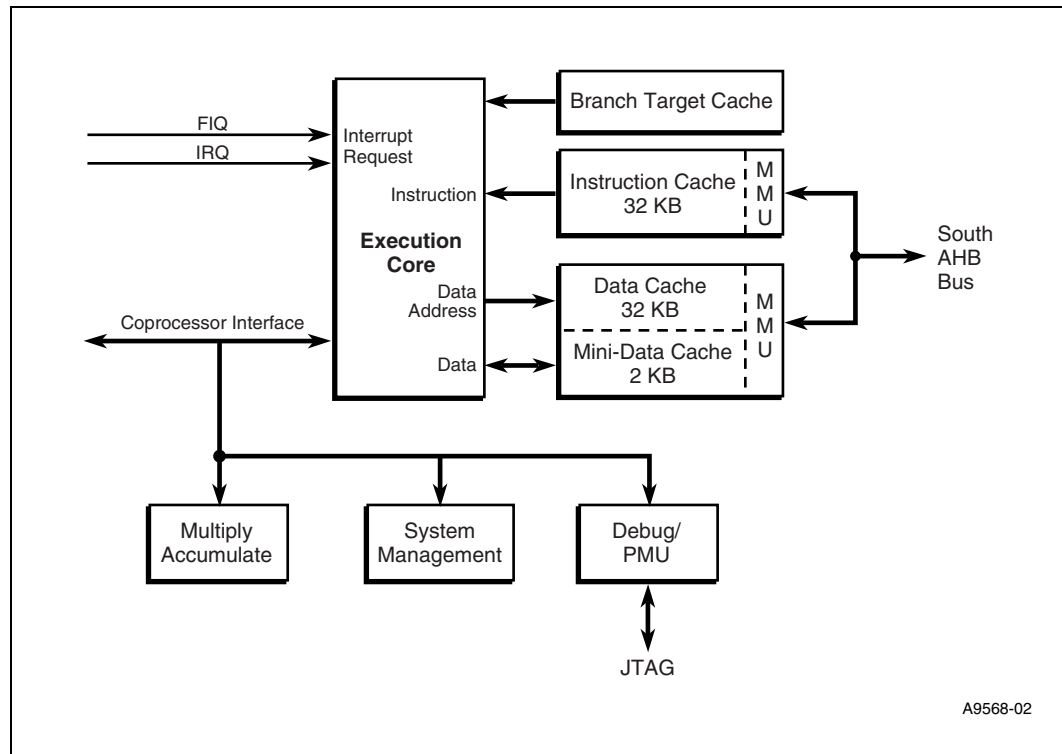 FIQ
IRQ
Interrupt
Request
Instruction
Execution
Core
Data
Address
Data
Coprocessor Interface
Branch Target Cache
Instruction Cache
32 KB
M
M
U
Data Cache
32 KB
Mini-Data Cache
2 KB
M
M
U
South
AHB
Bus
Multiply
Accumulate
System
Management
Debug/
PMU
JTAG
A9568-02